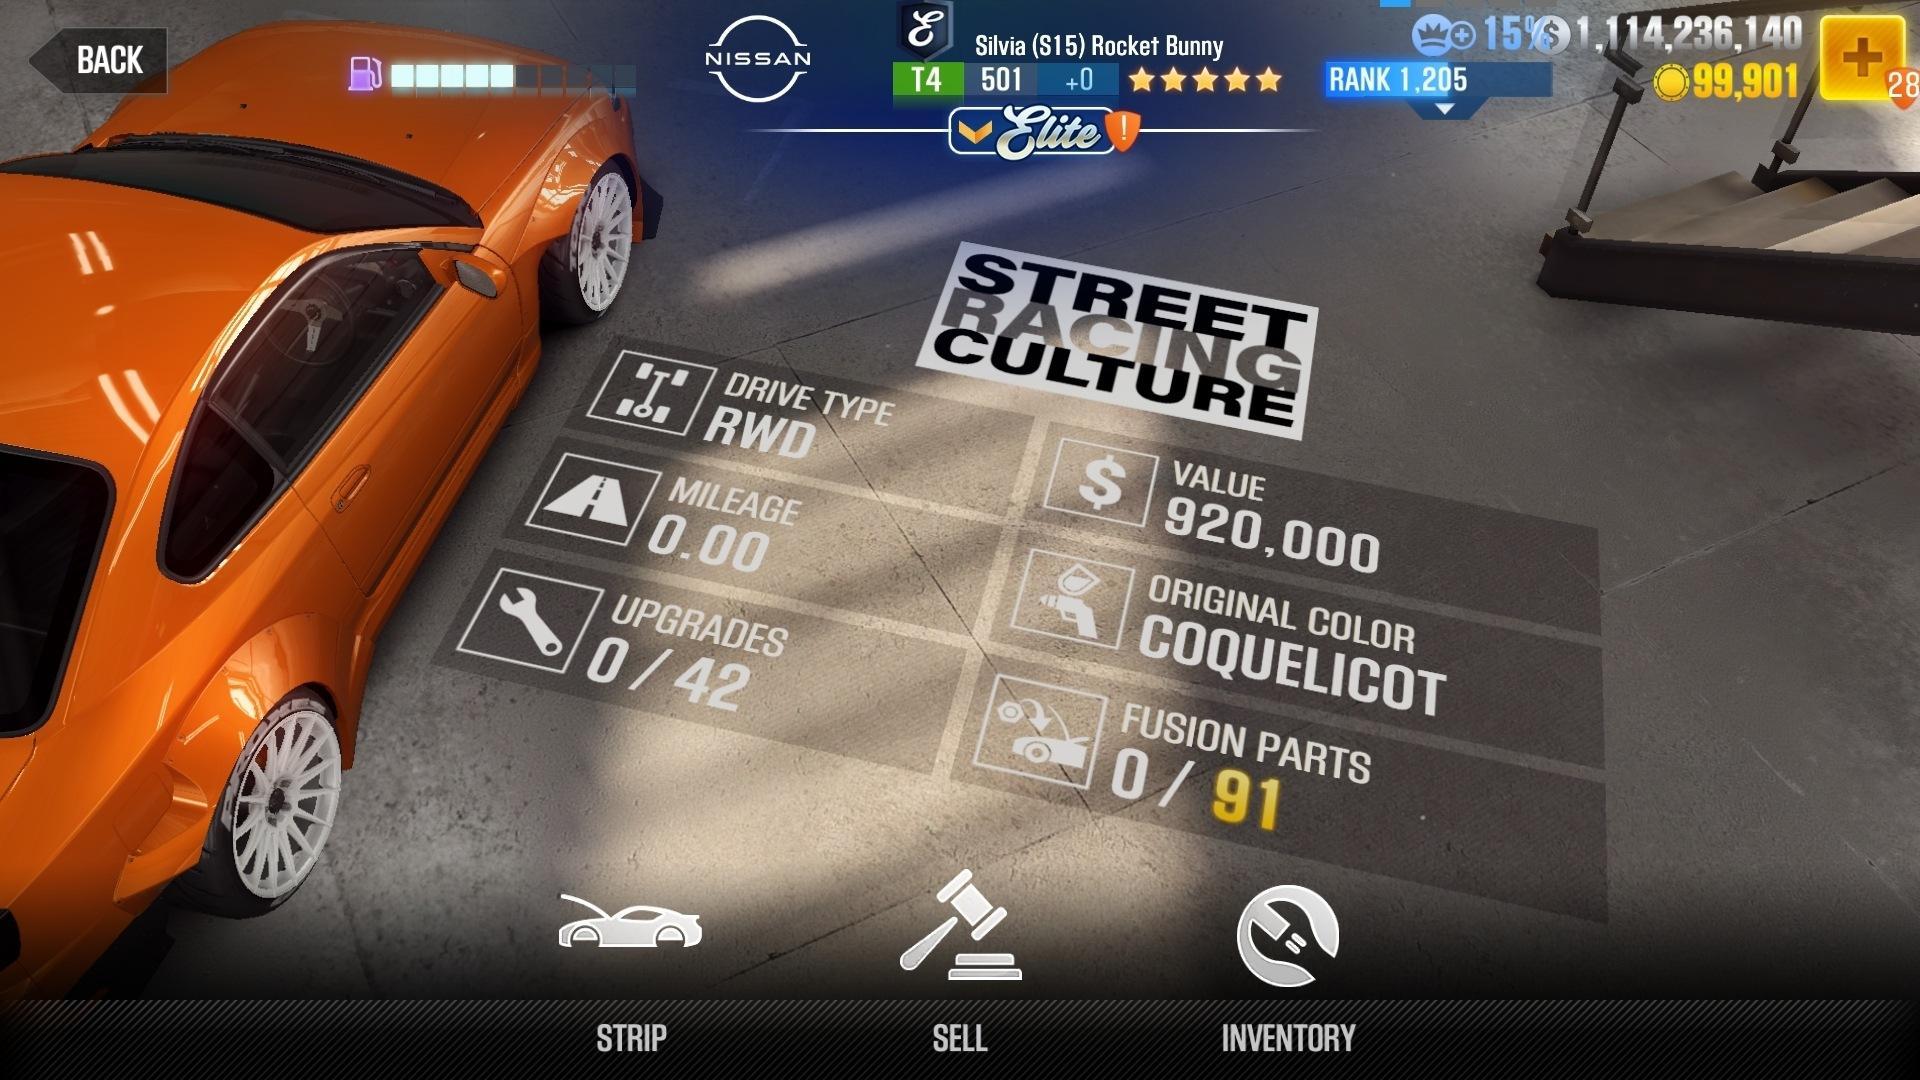 BACK
NISSAN
Silvia (S15) Rocket Bunny
T4 501 +0
Elite !
15% $ 1,114,236,140
RANK 1,205
99,901
28
STREET
RACING
CULTURE
DRIVE TYPE
RWD
MILEAGE
0.00
UPGRADES
0 / 42
$ VALUE
920,000
ORIGINAL COLOR
COQUELICOT
FUSION PARTS
0 / 91
STRIP
SELL
INVENTORY